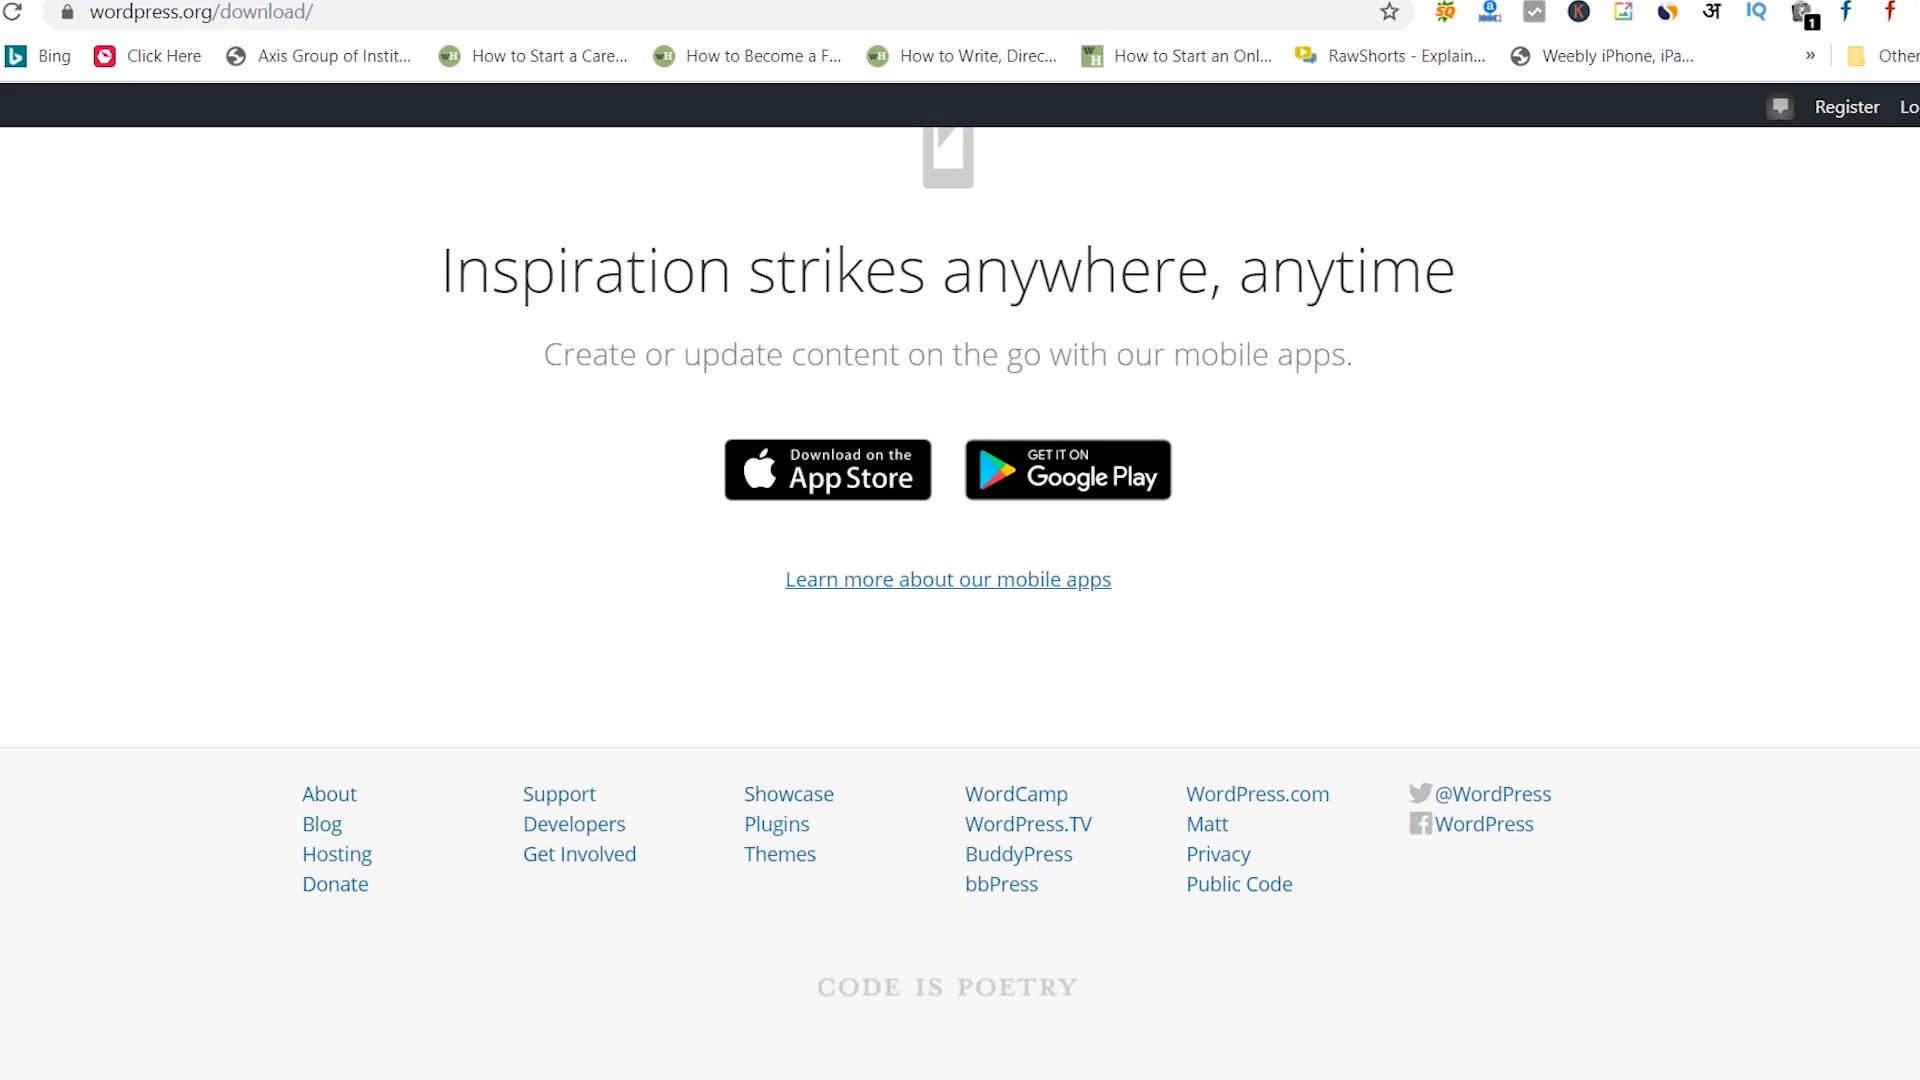 wordpress.org/download/
Bing Click Here Axis Group of Instit... How to Start a Care... How to Become a F... How to Write, Direc... How to Start an Onl... RawShorts - Explain... Weebly iPhone, iPa... » Other
Register Lo
Inspiration strikes anywhere, anytime
Create or update content on the go with our mobile apps.
Download on the
App Store
GET IT ON
Google Play
Learn more about our mobile apps
About Support Showcase WordCamp WordPress.com @WordPress
Blog Developers Plugins WordPress.TV Matt WordPress
Hosting Get Involved Themes BuddyPress Privacy
Donate bbPress Public Code
CODE IS POETRY